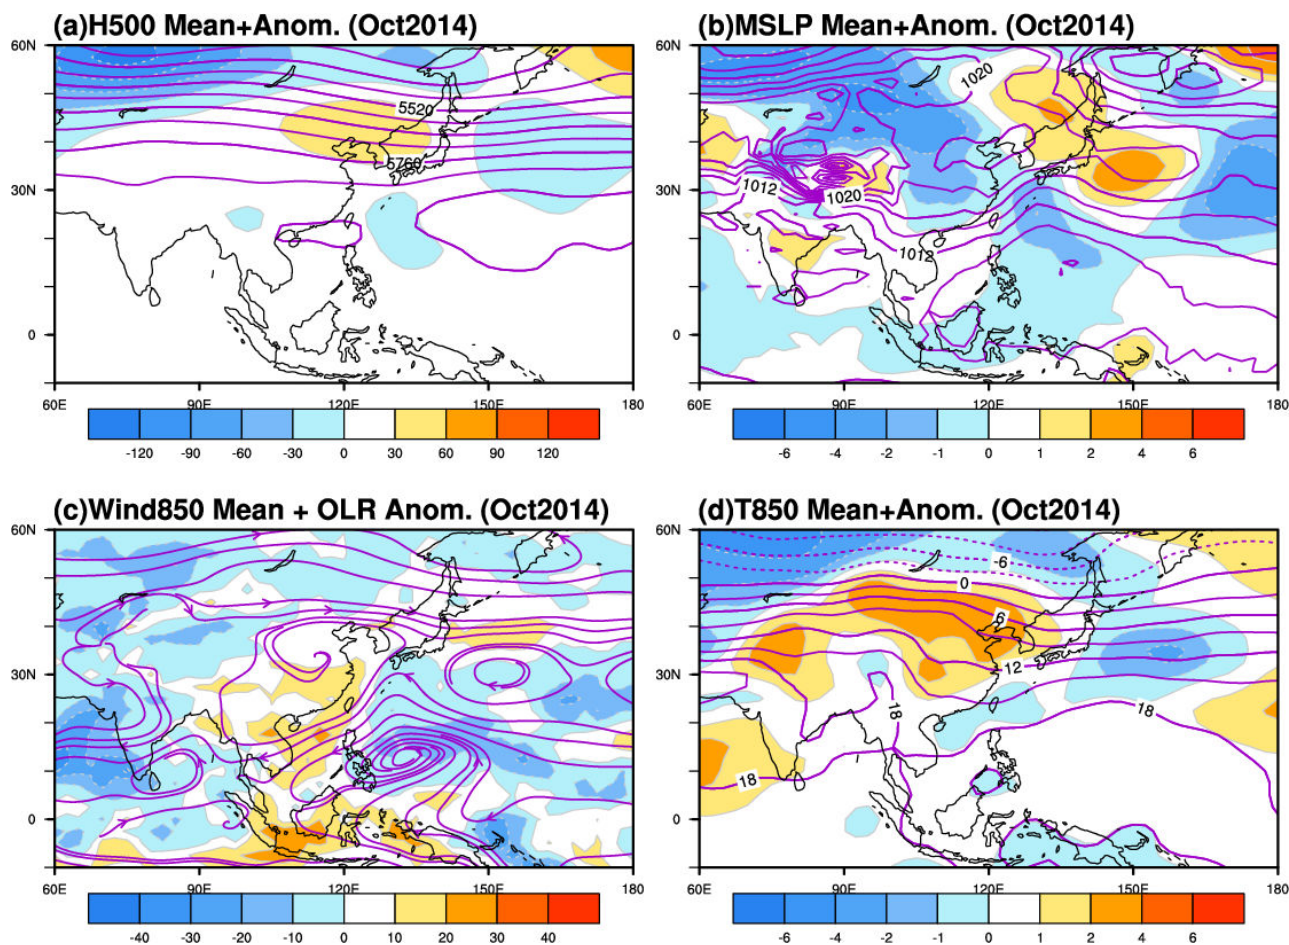 (a)H500 Mean+Anom. (Oct2014)
60N
30N
0
5520
5760
60E 90E 120E 150E 180
-120 -90 -60 -30 0 30 60 90 120
(b)MSLP Mean+Anom. (Oct2014)
60N
30N
0
1020
1012
1020
1012
60E 90E 120E 150E 180
-6 -4 -2 -1 0 1 2 4 6
(c)Wind850 Mean + OLR Anom. (Oct2014)
60N
30N
0
60E 90E 120E 150E 180
-40 -30 -20 -10 0 10 20 30 40
(d)T850 Mean+Anom. (Oct2014)
60N
30N
0
-6
0
6
12
18
18
18
60E 90E 120E 150E 180
-6 -4 -2 -1 0 1 2 4 6